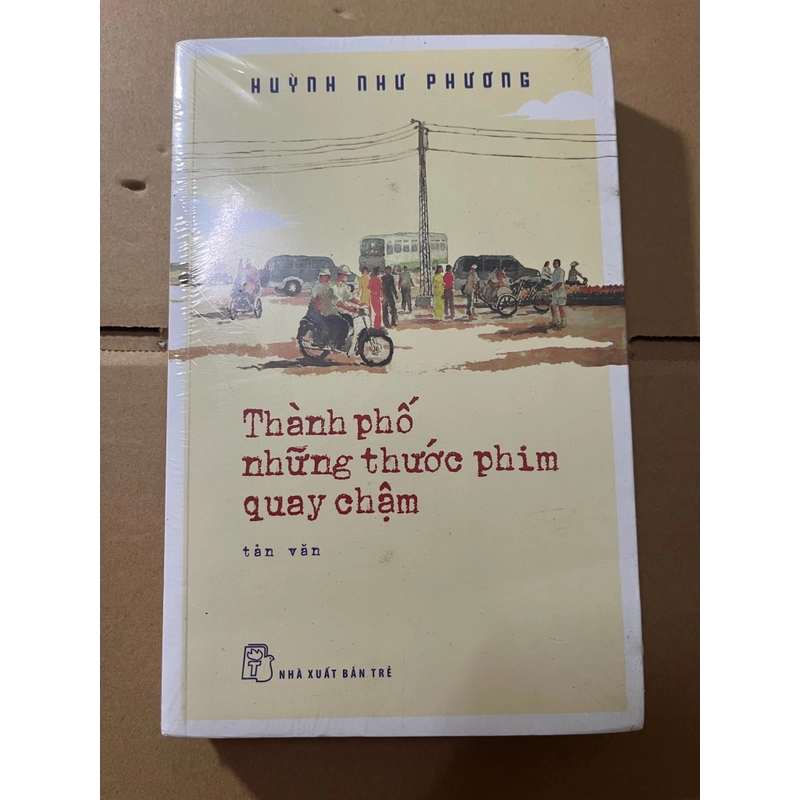 HUỲNH NHƯ PHƯƠNG
Thành phố
những thước phim
quay chậm
tản văn
T
NHÀ XUẤT BẢN TRẺ